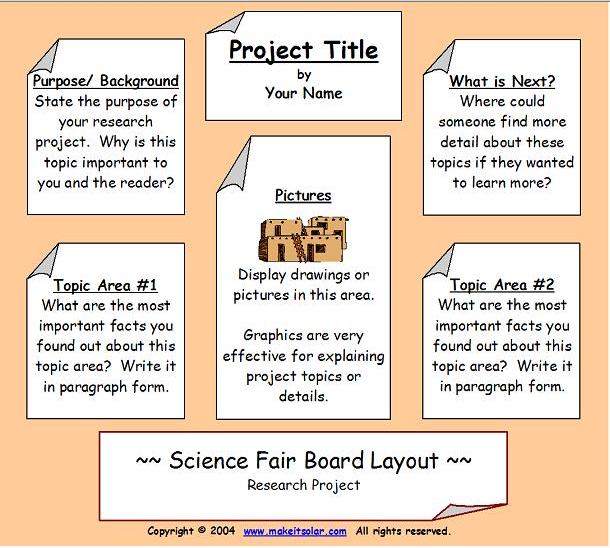 Project Title
by
Your Name
Purpose/ Background
State the purpose of
your research
project. Why is this
topic important to
you and the reader?
What is Next?
Where could
someone find more
detail about these
topics if they wanted
to learn more?
Pictures
Display drawings or
pictures in this area.
Graphics are very
effective for explaining
project topics or
details.
Topic Area #1
What are the most
important facts you
found out about this
topic area? Write it
in paragraph form.
Topic Area #2
What are the most
important facts you
found out about this
topic area? Write it
in paragraph form.
~~ Science Fair Board Layout ~~
Research Project
Copyright © 2004 www.makeitsolar.com All rights reserved.